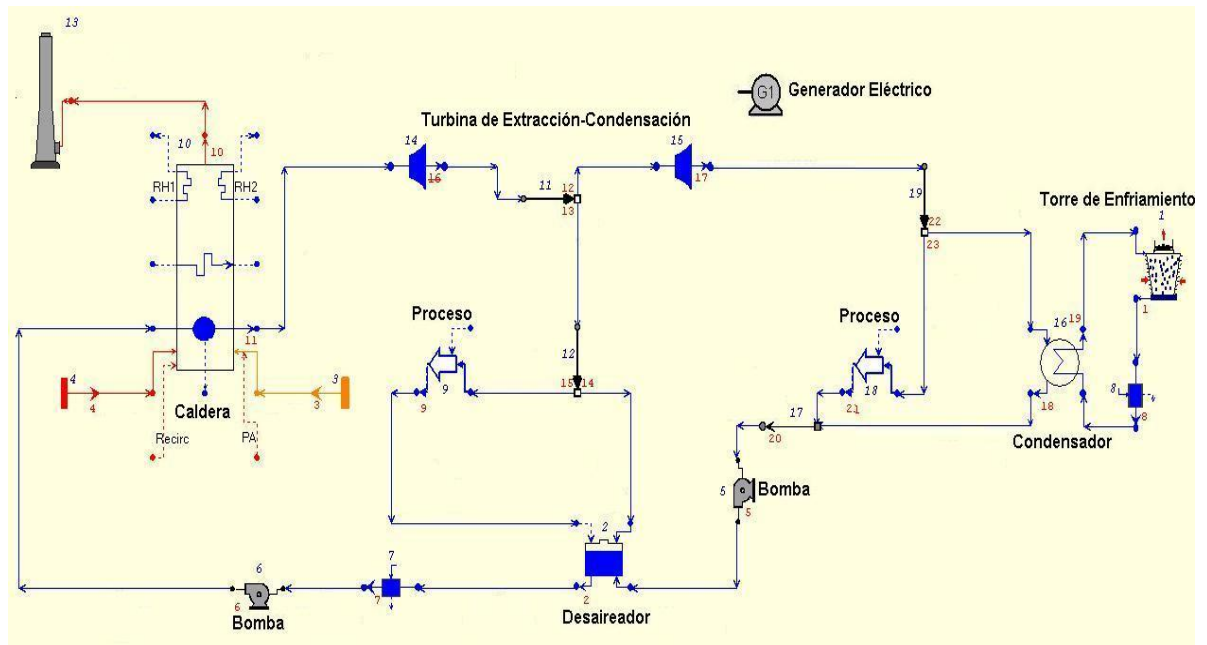 13
G1
Generador Eléctrico
Turbina de Extracción-Condensación
14
15
10
10
16
17
RH1
RH2
11
12
13
19
22
23
Torre de Enfriamiento
1
1
11
Proceso
Proceso
12
15
14
9
9
18
21
16
19
18
8
8
Condensador
4
4
3
3
Caldera
Recirc
PA
17
20
5
5
Bomba
2
2
Desaireador
7
7
6
6
Bomba